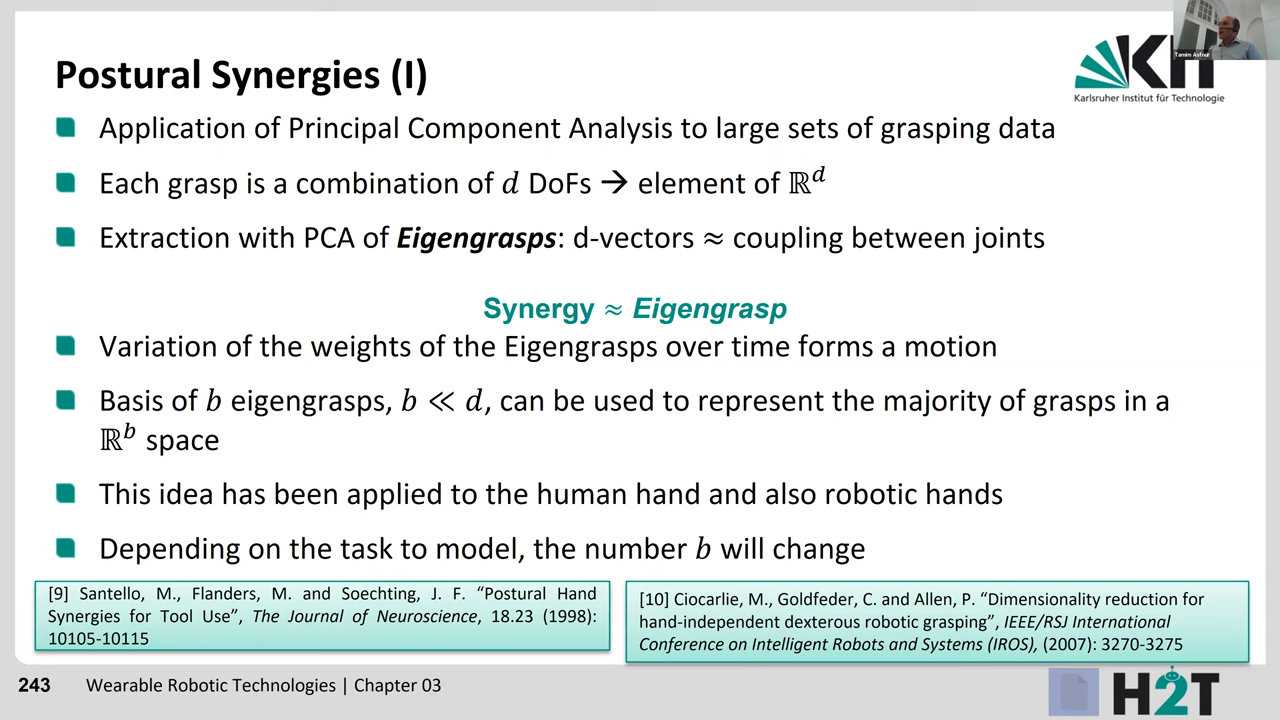 Postural Synergies (I)
Tamim Asfour
KIT
Karlsruher Institut für Technologie
Application of Principal Component Analysis to large sets of grasping data
Each grasp is a combination of 𝑑 DoFs → element of ℝᵈ
Extraction with PCA of Eigengrasps: d-vectors ≈ coupling between joints
Synergy ≈ Eigengrasp
Variation of the weights of the Eigengrasps over time forms a motion
Basis of 𝑏 eigengrasps, 𝑏 ≪ 𝑑, can be used to represent the majority of grasps in a
ℝᵇ space
This idea has been applied to the human hand and also robotic hands
Depending on the task to model, the number 𝑏 will change
[9] Santello, M., Flanders, M. and Soechting, J. F. “Postural Hand
Synergies for Tool Use”, The Journal of Neuroscience, 18.23 (1998):
10105-10115
[10] Ciocarlie, M., Goldfeder, C. and Allen, P. “Dimensionality reduction for
hand-independent dexterous robotic grasping”, IEEE/RSJ International
Conference on Intelligent Robots and Systems (IROS), (2007): 3270-3275
243 Wearable Robotic Technologies | Chapter 03
H2T